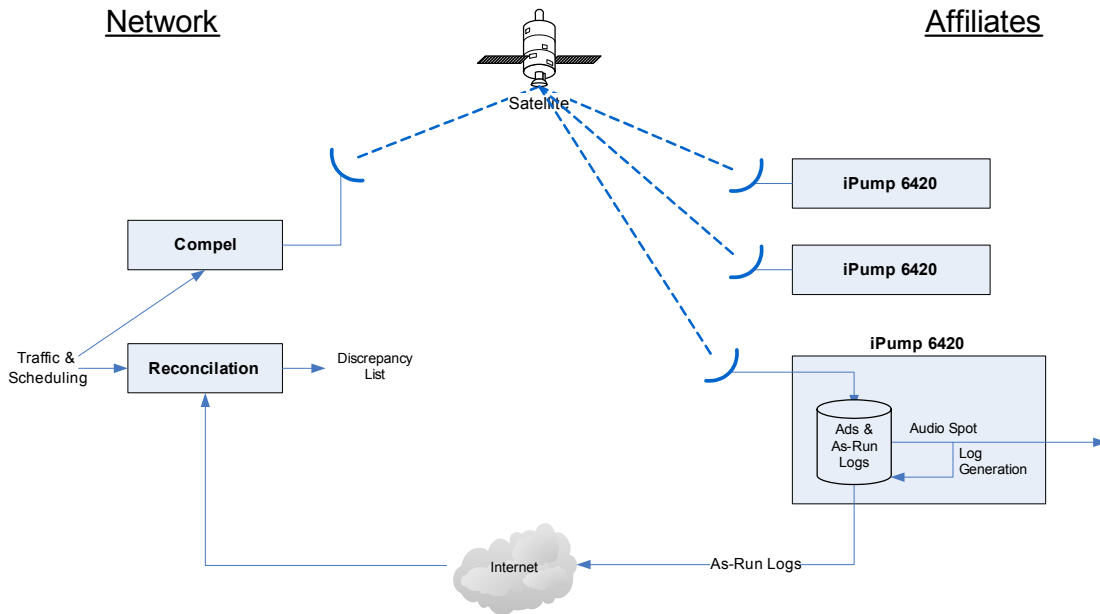 Network
Affiliates
Satellite
iPump 6420
Compel
iPump 6420
iPump 6420
Traffic &
Scheduling
Reconcilation
Discrepancy
List
Ads &
As-Run
Logs
Audio Spot
Log
Generation
Internet
As-Run Logs